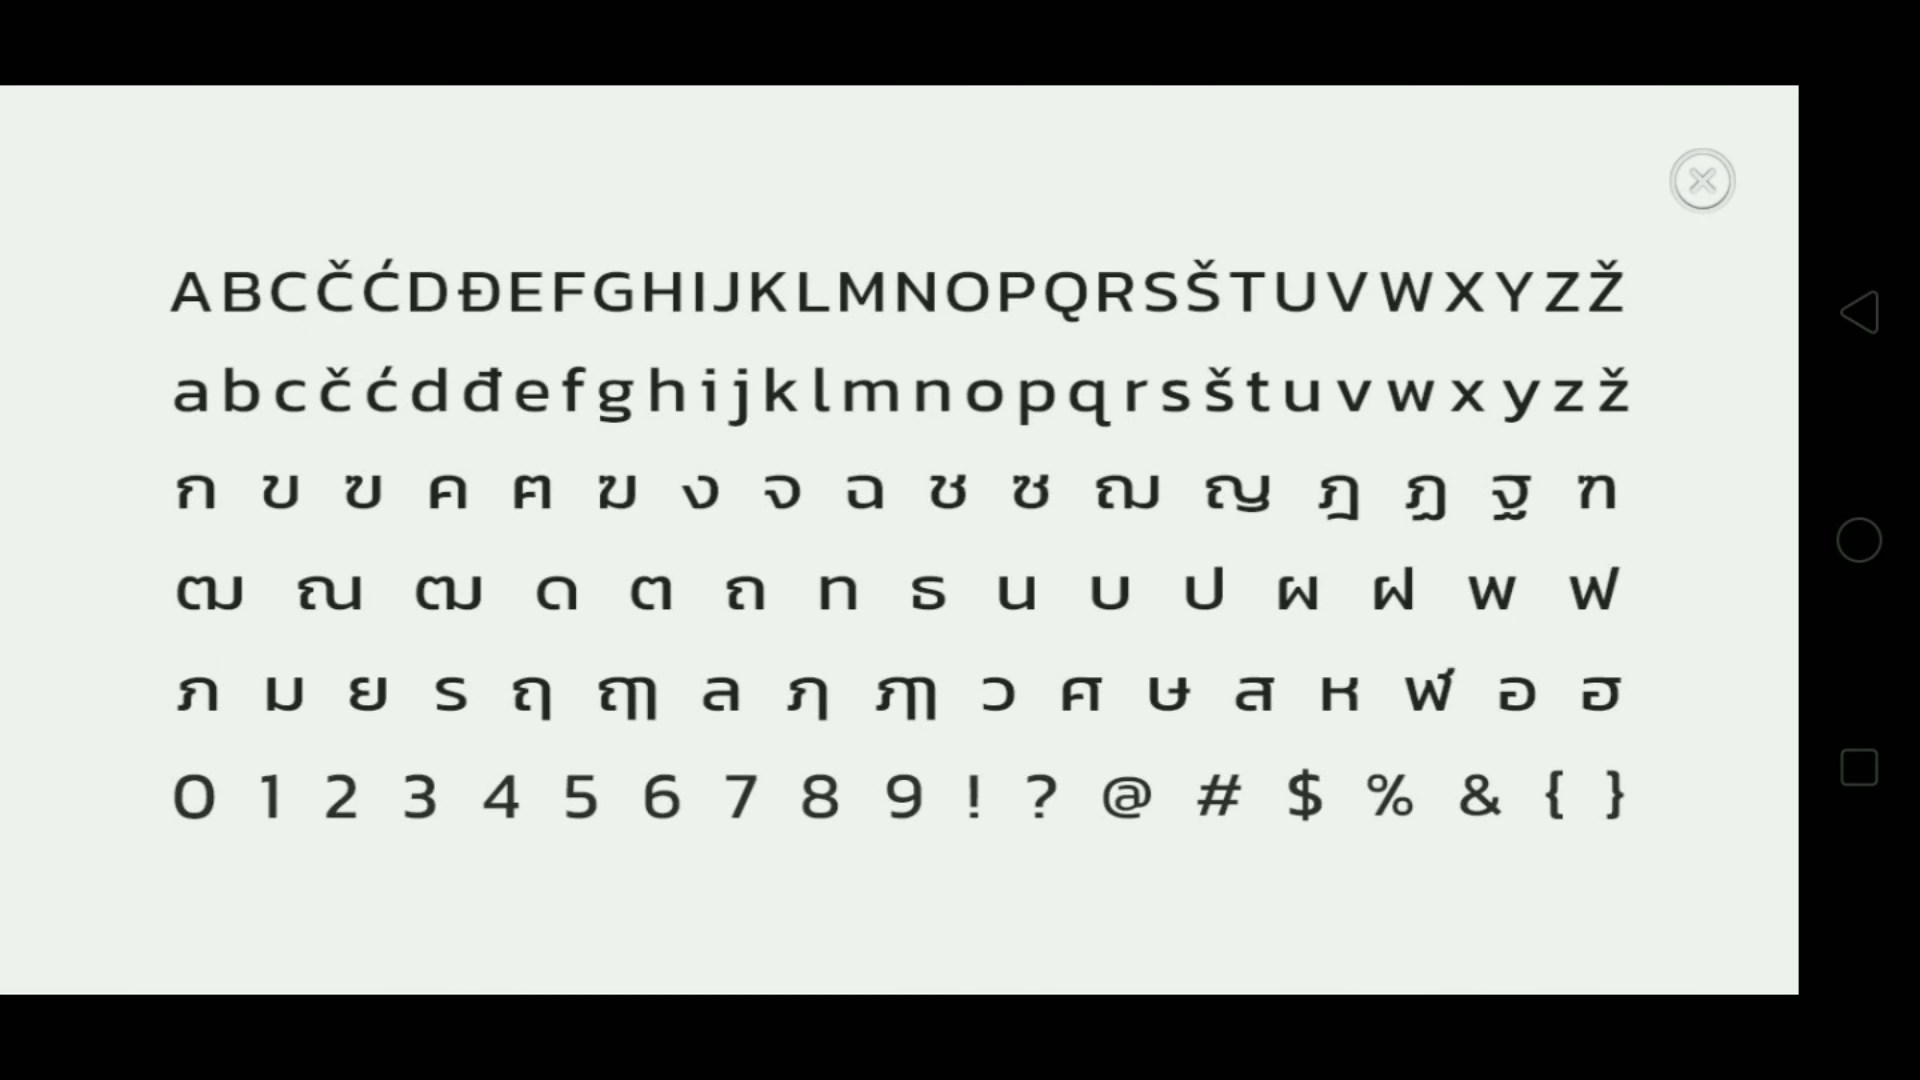 ABCČĆDĐEFGHIJKLMNOPQRSŠTUVWXYZŽ
abcčćdđefghijklmnopqrsštuvwxyzž
ก ข ฃ ค ฅ ฆ ง จ ฉ ช ซ ฌ ญ ฎ ฏ ฐ ฑ
ฒ ณ ฒ ด ต ถ ท ธ น บ ป ผ ฝ พ ฟ
ภ ม ย ร ฤ ฤๅ ล ฦ ฦๅ ว ศ ษ ส ห ฬ อ ฮ
0 1 2 3 4 5 6 7 8 9 ! ? @ # $ % & { }